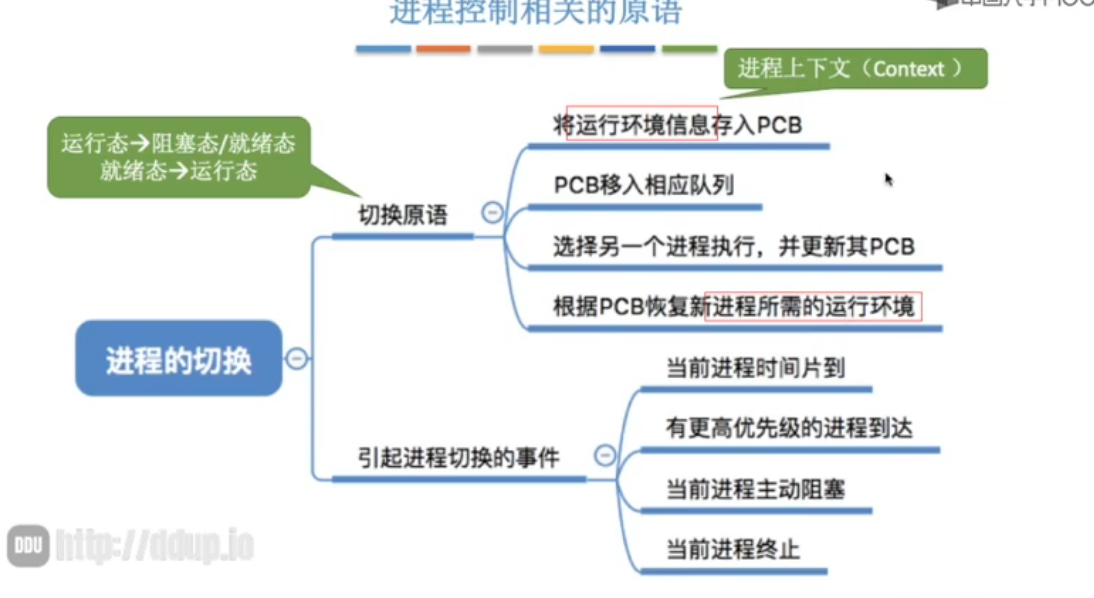 进程控制相关的原语
进程上下文（Context ）
将运行环境信息存入PCB
运行态→阻塞态/就绪态
就绪态→运行态
PCB移入相应队列
切换原语
选择另一个进程执行，并更新其PCB
根据PCB恢复新进程所需的运行环境
进程的切换
当前进程时间片到
有更高优先级的进程到达
引起进程切换的事件
当前进程主动阻塞
当前进程终止
DDU http://ddup.io